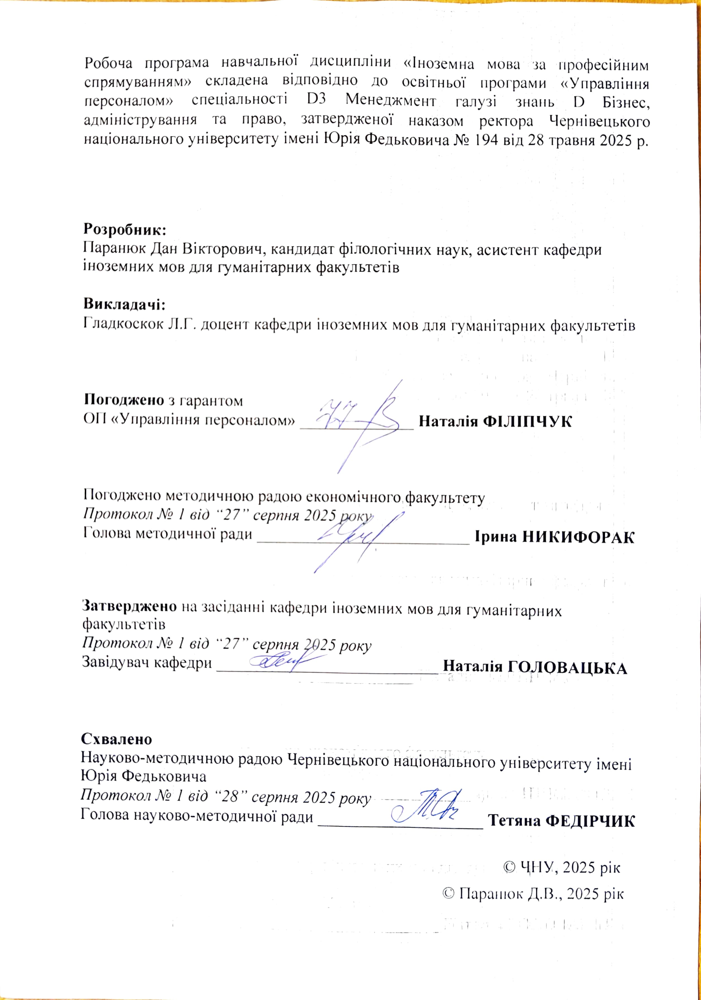 Робоча програма навчальної дисципліни «Іноземна мова за професійним
спрямуванням» складена відповідно до освітньої програми «Управління
персоналом» спеціальності D3 Менеджмент галузі знань D Бізнес,
адміністрування та право, затвердженої наказом ректора Чернівецького
національного університету імені Юрія Федьковича № 194 від 28 травня 2025 р.
Розробник:
Паранюк Дан Вікторович, кандидат філологічних наук, асистент кафедри
іноземних мов для гуманітарних факультетів
Викладачі:
Гладкоскок Л.Г. доцент кафедри іноземних мов для гуманітарних факультетів
Погоджено з гарантом
ОП «Управління персоналом» ____________ Наталія ФІЛІПЧУК
Погоджено методичною радою економічного факультету
Протокол № 1 від “27” серпня 2025 року
Голова методичної ради ______________________ Ірина НИКИФОРАК
Затверджено на засіданні кафедри іноземних мов для гуманітарних
факультетів
Протокол № 1 від “27” серпня 2025 року
Завідувач кафедри _______________________ Наталія ГОЛОВАЦЬКА
Схвалено
Науково-методичною радою Чернівецького національного університету імені
Юрія Федьковича
Протокол № 1 від “28” серпня 2025 року
Голова науково-методичної ради _________________ Тетяна ФЕДІРЧИК
© ЧНУ, 2025 рік
© Паранюк Д.В., 2025 рік